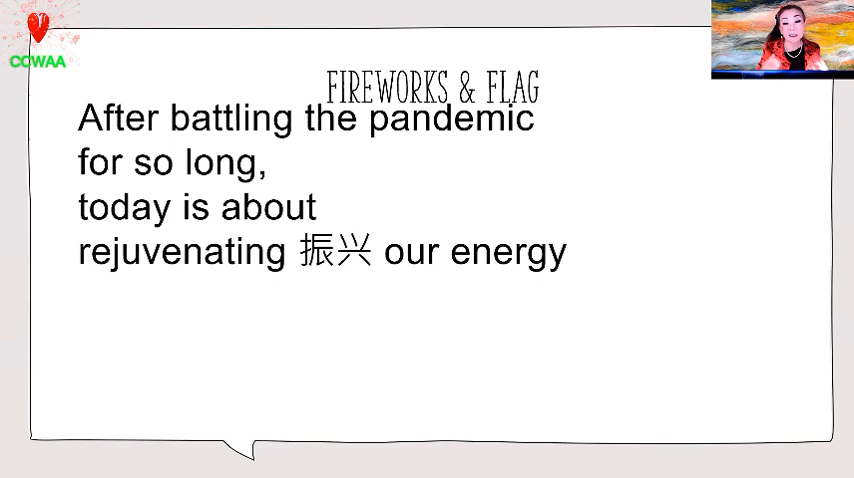 CCWAA
FIREWORKS & FLAG
After battling the pandemic
for so long,
today is about
rejuvenating 振兴 our energy